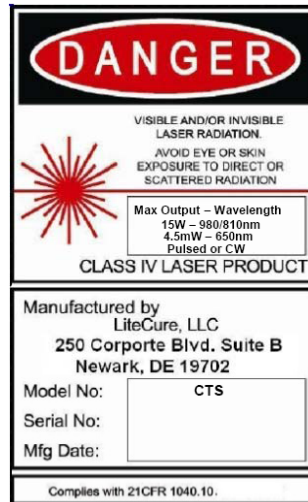 DANGER
VISIBLE AND/OR INVISIBLE
LASER RADIATION.
AVOID EYE OR SKIN
EXPOSURE TO DIRECT OR
SCATTERED RADIATION
Max Output – Wavelength
15W – 980/810nm
4.5mW – 650nm
Pulsed or CW
CLASS IV LASER PRODUCT
Manufactured by
LiteCure, LLC
250 Corporte Blvd. Suite B
Newark, DE 19702
Model No: CTS
Serial No:
Mfg Date:
Complies with 21CFR 1040.10.